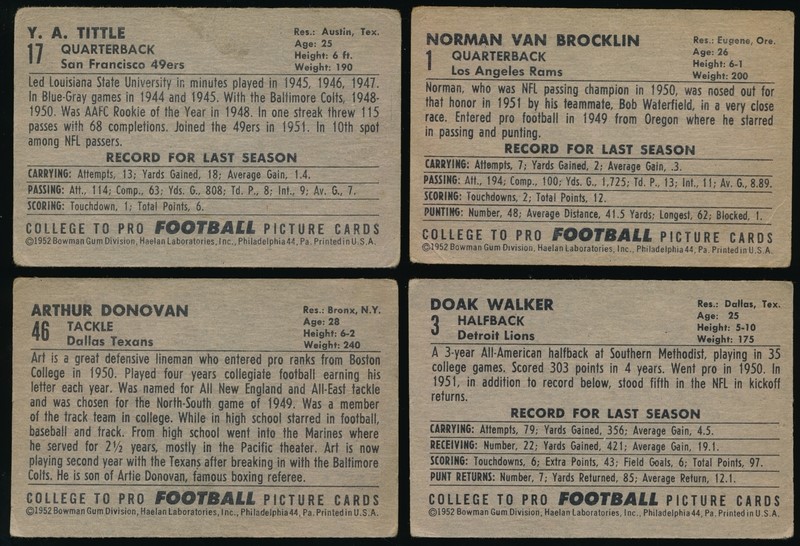 Y. A. TITTLE
17
QUARTERBACK
San Francisco 49ers
Res.: Austin, Tex.
Age: 25
Height: 6 ft.
Weight: 190
Led Louisiana State University in minutes played in 1945, 1946, 1947.
In Blue-Gray games in 1944 and 1945. With the Baltimore Colts, 1948-
1950. Was AAFC Rookie of the Year in 1948. In one streak threw 115
passes with 68 completions. Joined the 49ers in 1951. In 10th spot
among NFL passers.
RECORD FOR LAST SEASON
CARRYING: Attempts, 13; Yards Gained, 18; Average Gain, 1.4.
PASSING: Att., 114; Comp., 63; Yds. G., 808; Td. P., 8; Int., 9; Av. G., 7.
SCORING: Touchdown, 1; Total Points, 6.
COLLEGE TO PRO FOOTBALL PICTURE CARDS
©1952 Bowman Gum Division, Haelan Laboratories, Inc., Philadelphia 44, Pa. Printed in U.S.A.
NORMAN VAN BROCKLIN
1
QUARTERBACK
Los Angeles Rams
Res.: Eugene, Ore.
Age: 26
Height: 6-1
Weight: 200
Norman, who was NFL passing champion in 1950, was nosed out for
that honor in 1951 by his teammate, Bob Waterfield, in a very close
race. Entered pro football in 1949 from Oregon where he starred
in passing and punting.
RECORD FOR LAST SEASON
CARRYING: Attempts, 7; Yards Gained, 2; Average Gain, .3.
PASSING: Att., 194; Comp., 100; Yds. G., 1,725; Td. P., 13; Int., 11; Av. G., 8.89.
SCORING: Touchdowns, 2; Total Points, 12.
PUNTING: Number, 48; Average Distance, 41.5 Yards; Longest, 62; Blocked, 1.
COLLEGE TO PRO FOOTBALL PICTURE CARDS
©1952 Bowman Gum Division, Haelan Laboratories, Inc., Philadelphia 44, Pa. Printed in U.S.A.
ARTHUR DONOVAN
46
TACKLE
Dallas Texans
Res.: Bronx, N.Y.
Age: 28
Height: 6-2
Weight: 240
Art is a great defensive lineman who entered pro ranks from Boston
College in 1950. Played four years collegiate football earning his
letter each year. Was named for All New England and All-East tackle
and was chosen for the North-South game of 1949. Was a member
of the track team in college. While in high school starred in football,
baseball and track. From high school went into the Marines where
he served for 2½ years, mostly in the Pacific theater. Art is now
playing second year with the Texans after breaking in with the Baltimore
Colts. He is son of Artie Donovan, famous boxing referee.
COLLEGE TO PRO FOOTBALL PICTURE CARDS
©1952 Bowman Gum Division, Haelan Laboratories, Inc., Philadelphia 44, Pa. Printed in U.S.A.
DOAK WALKER
3
HALFBACK
Detroit Lions
Res.: Dallas, Tex.
Age: 25
Height: 5-10
Weight: 175
A 3-year All-American halfback at Southern Methodist, playing in 35
college games. Scored 303 points in 4 years. Went pro in 1950. In
1951, in addition to record below, stood fifth in the NFL in kickoff
returns.
RECORD FOR LAST SEASON
CARRYING: Attempts, 79; Yards Gained, 356; Average Gain, 4.5.
RECEIVING: Number, 22; Yards Gained, 421; Average Gain, 19.1.
SCORING: Touchdowns, 6; Extra Points, 43; Field Goals, 6; Total Points, 97.
PUNT RETURNS: Number, 7; Yards Returned, 85; Average Return, 12.1.
COLLEGE TO PRO FOOTBALL PICTURE CARDS
©1952 Bowman Gum Division, Haelan Laboratories, Inc., Philadelphia 44, Pa. Printed in U.S.A.